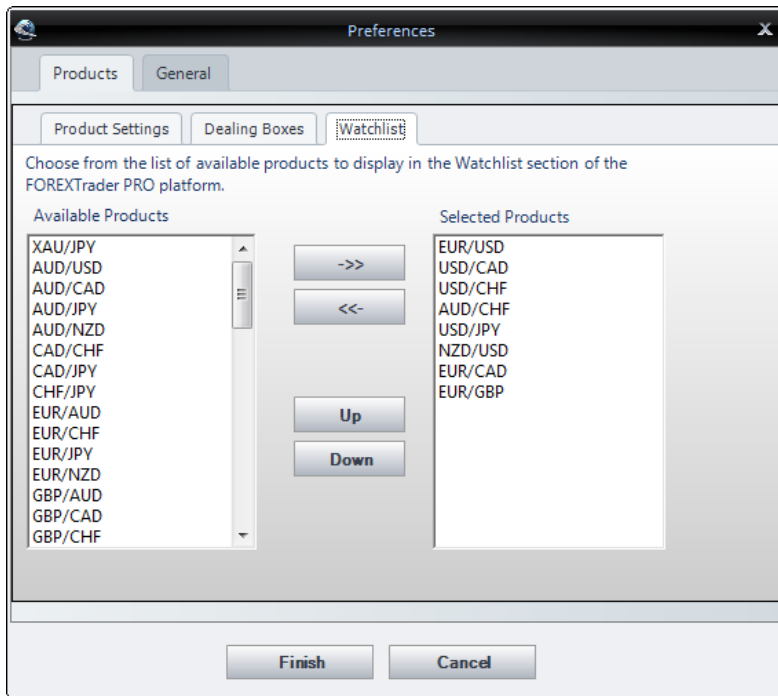 Preferences
X
Products
General
Product Settings
Dealing Boxes
Watchlist
Choose from the list of available products to display in the Watchlist section of the
FOREXTrader PRO platform.
Available Products
XAU/JPY
AUD/USD
AUD/CAD
AUD/JPY
AUD/NZD
CAD/CHF
CAD/JPY
CHF/JPY
EUR/AUD
EUR/CHF
EUR/JPY
EUR/NZD
GBP/AUD
GBP/CAD
GBP/CHF
->>
<<-
Up
Down
Selected Products
EUR/USD
USD/CAD
USD/CHF
AUD/CHF
USD/JPY
NZD/USD
EUR/CAD
EUR/GBP
Finish
Cancel